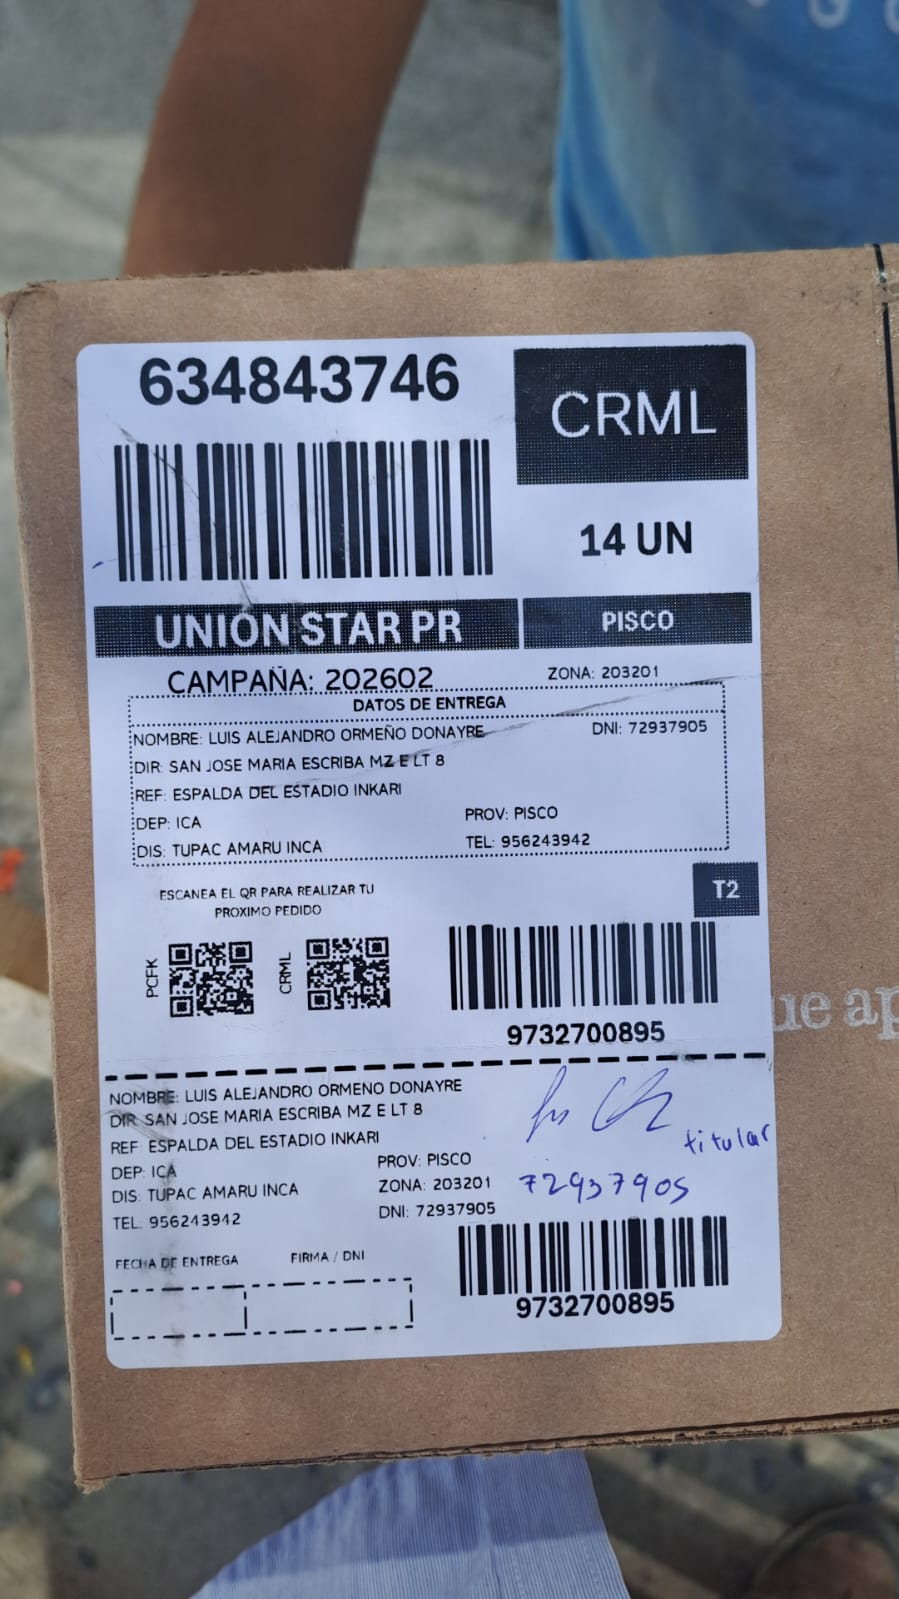 634843746
CRML
14 UN
UNION STAR PR
PISCO
CAMPAÑA: 202602
ZONA: 203201
DATOS DE ENTREGA
NOMBRE: LUIS ALEJANDRO ORMEÑO DONAYRE DNI: 72937905
DIR: SAN JOSE MARIA ESCRIBA MZ E LT 8
REF: ESPALDA DEL ESTADIO INKARI
DEP: ICA PROV: PISCO
DIS: TUPAC AMARU INCA TEL: 956243942
ESCANEA EL QR PARA REALIZAR TU
PROXIMO PEDIDO
T2
PCFK
CRML
9732700895
ue ap
NOMBRE: LUIS ALEJANDRO ORMENO DONAYRE
DIR: SAN JOSE MARIA ESCRIBA MZ E LT 8
REF: ESPALDA DEL ESTADIO INKARI
titular
DEP: ICA PROV: PISCO
DIS: TUPAC AMARU INCA ZONA: 203201
72937905
TEL. 956243942 DNI: 72937905
FECHA DE ENTREGA FIRMA / DNI
9732700895